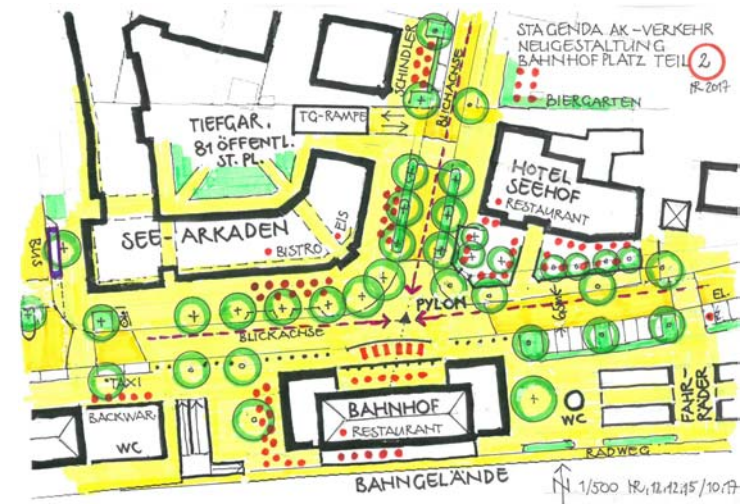 STAGENDA AK-VERKEHR
NEUGESTALTUNG
BAHNHOFPLATZ TEIL 2
HR 2017
SCHINDLER
BLICKACHSE
BIERGARTEN
TG-RAMPE
TIEFGAR.
81 ÖFFENTL.
ST. PL.
HOTEL
SEEHOF
RESTAURANT
EIS
SEE-ARKADEN
BISTRO
BUS
PYLON
BLICKACHSE
EL.
TAXI
BACKWAR.
WC
BAHNHOF
RESTAURANT
WC
FAHR-
RÄDER
RADWEG
BAHNGELÄNDE
N 1/500